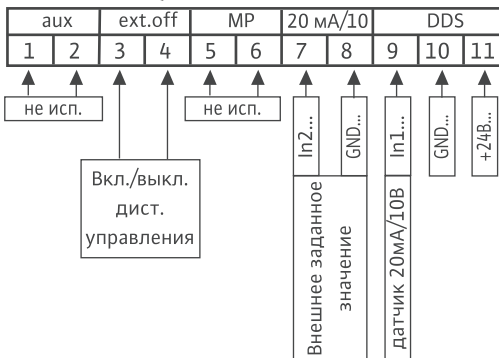 aux ext.off MP 20 мА/10 DDS
1 2 3 4 5 6 7 8 9 10 11
не исп.
не исп.
In2...
GND...
In1...
GND...
+24В...
Вкл./выкл.
дист.
управления
Внешнее заданное
значение
датчик 20мА/10В